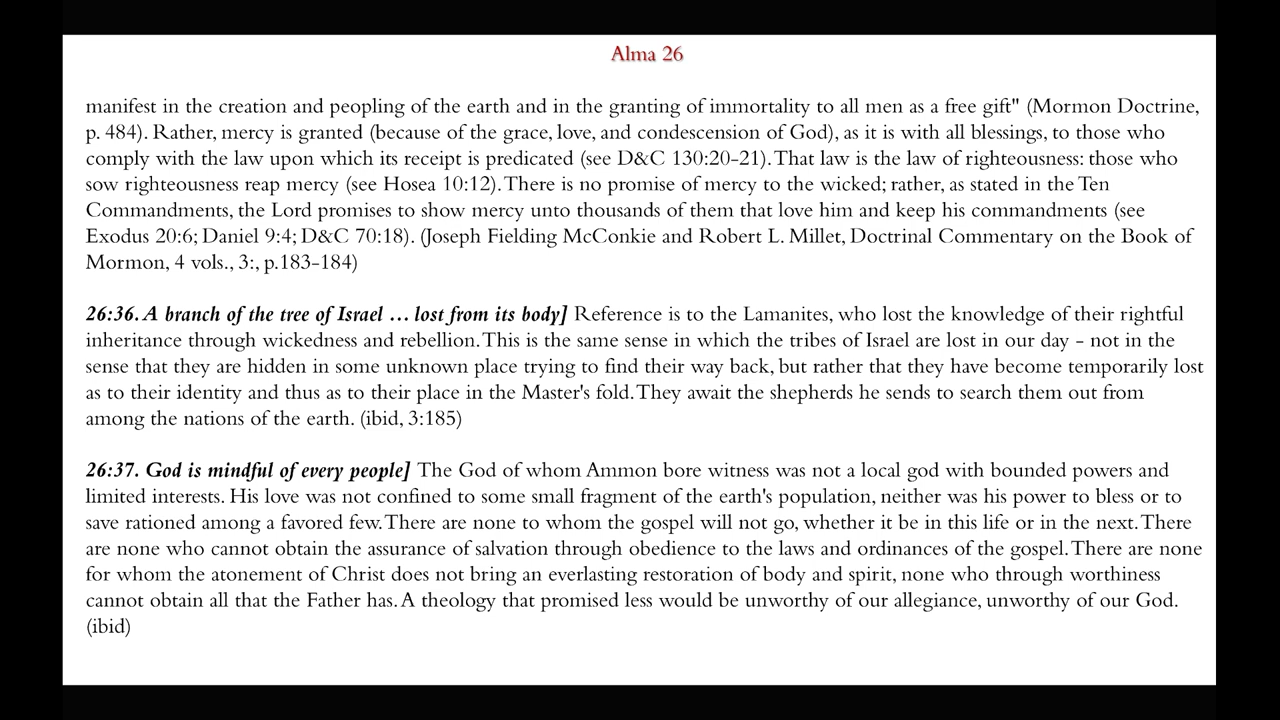 Alma 26
manifest in the creation and peopling of the earth and in the granting of immortality to all men as a free gift" (Mormon Doctrine,
p. 484). Rather, mercy is granted (because of the grace, love, and condescension of God), as it is with all blessings, to those who
comply with the law upon which its receipt is predicated (see D&C 130:20-21). That law is the law of righteousness: those who
sow righteousness reap mercy (see Hosea 10:12). There is no promise of mercy to the wicked; rather, as stated in the Ten
Commandments, the Lord promises to show mercy unto thousands of them that love him and keep his commandments (see
Exodus 20:6; Daniel 9:4; D&C 70:18). (Joseph Fielding McConkie and Robert L. Millet, Doctrinal Commentary on the Book of
Mormon, 4 vols., 3:, p.183-184)
26:36. A branch of the tree of Israel … lost from its body] Reference is to the Lamanites, who lost the knowledge of their rightful
inheritance through wickedness and rebellion. This is the same sense in which the tribes of Israel are lost in our day - not in the
sense that they are hidden in some unknown place trying to find their way back, but rather that they have become temporarily lost
as to their identity and thus as to their place in the Master's fold. They await the shepherds he sends to search them out from
among the nations of the earth. (ibid, 3:185)
26:37. God is mindful of every people] The God of whom Ammon bore witness was not a local god with bounded powers and
limited interests. His love was not confined to some small fragment of the earth's population, neither was his power to bless or to
save rationed among a favored few. There are none to whom the gospel will not go, whether it be in this life or in the next. There
are none who cannot obtain the assurance of salvation through obedience to the laws and ordinances of the gospel. There are none
for whom the atonement of Christ does not bring an everlasting restoration of body and spirit, none who through worthiness
cannot obtain all that the Father has. A theology that promised less would be unworthy of our allegiance, unworthy of our God.
(ibid)